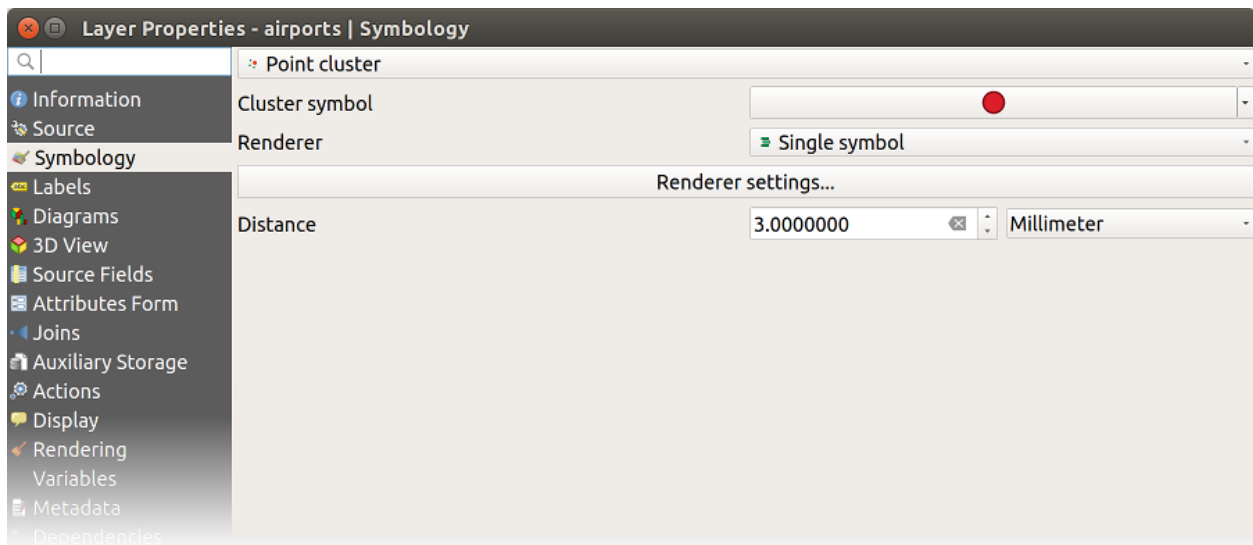 Layer Properties - airports | Symbology
Point cluster
Information
Cluster symbol
Source
Renderer
Single symbol
Symbology
Labels
Renderer settings...
Diagrams
Distance
3.0000000
Millimeter
3D View
Source Fields
Attributes Form
Joins
Auxiliary Storage
Actions
Display
Rendering
Variables
Metadata
Dependencies